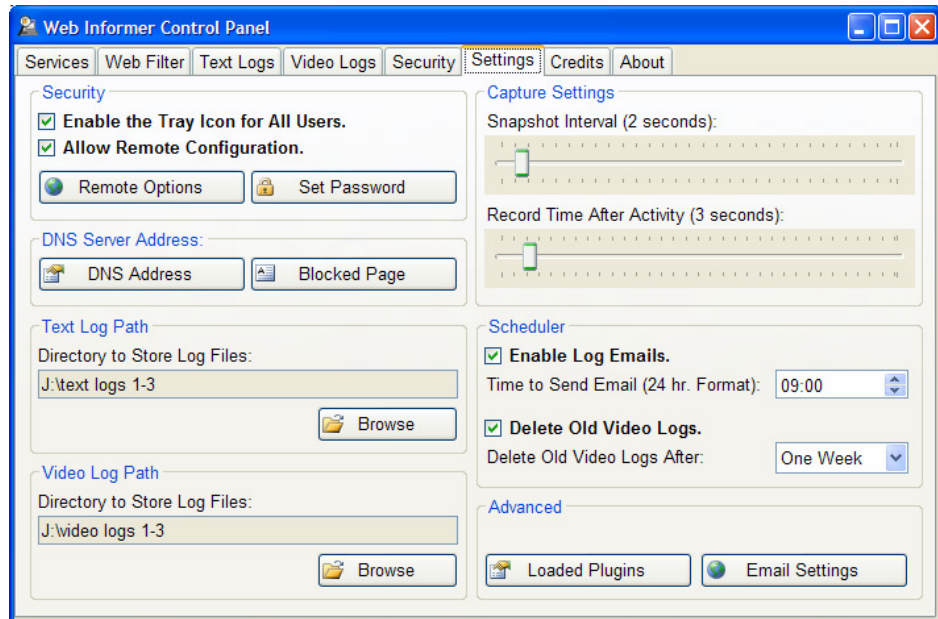 Web Informer Control Panel
Services Web Filter Text Logs Video Logs Security Settings Credits About
Security
Enable the Tray Icon for All Users.
Allow Remote Configuration.
Remote Options Set Password
DNS Server Address:
DNS Address Blocked Page
Text Log Path
Directory to Store Log Files:
J:\text logs 1-3
Browse
Video Log Path
Directory to Store Log Files:
J:\video logs 1-3
Browse
Capture Settings
Snapshot Interval (2 seconds):
Record Time After Activity (3 seconds):
Scheduler
Enable Log Emails.
Time to Send Email (24 hr. Format): 09:00
Delete Old Video Logs.
Delete Old Video Logs After: One Week
Advanced
Loaded Plugins Email Settings